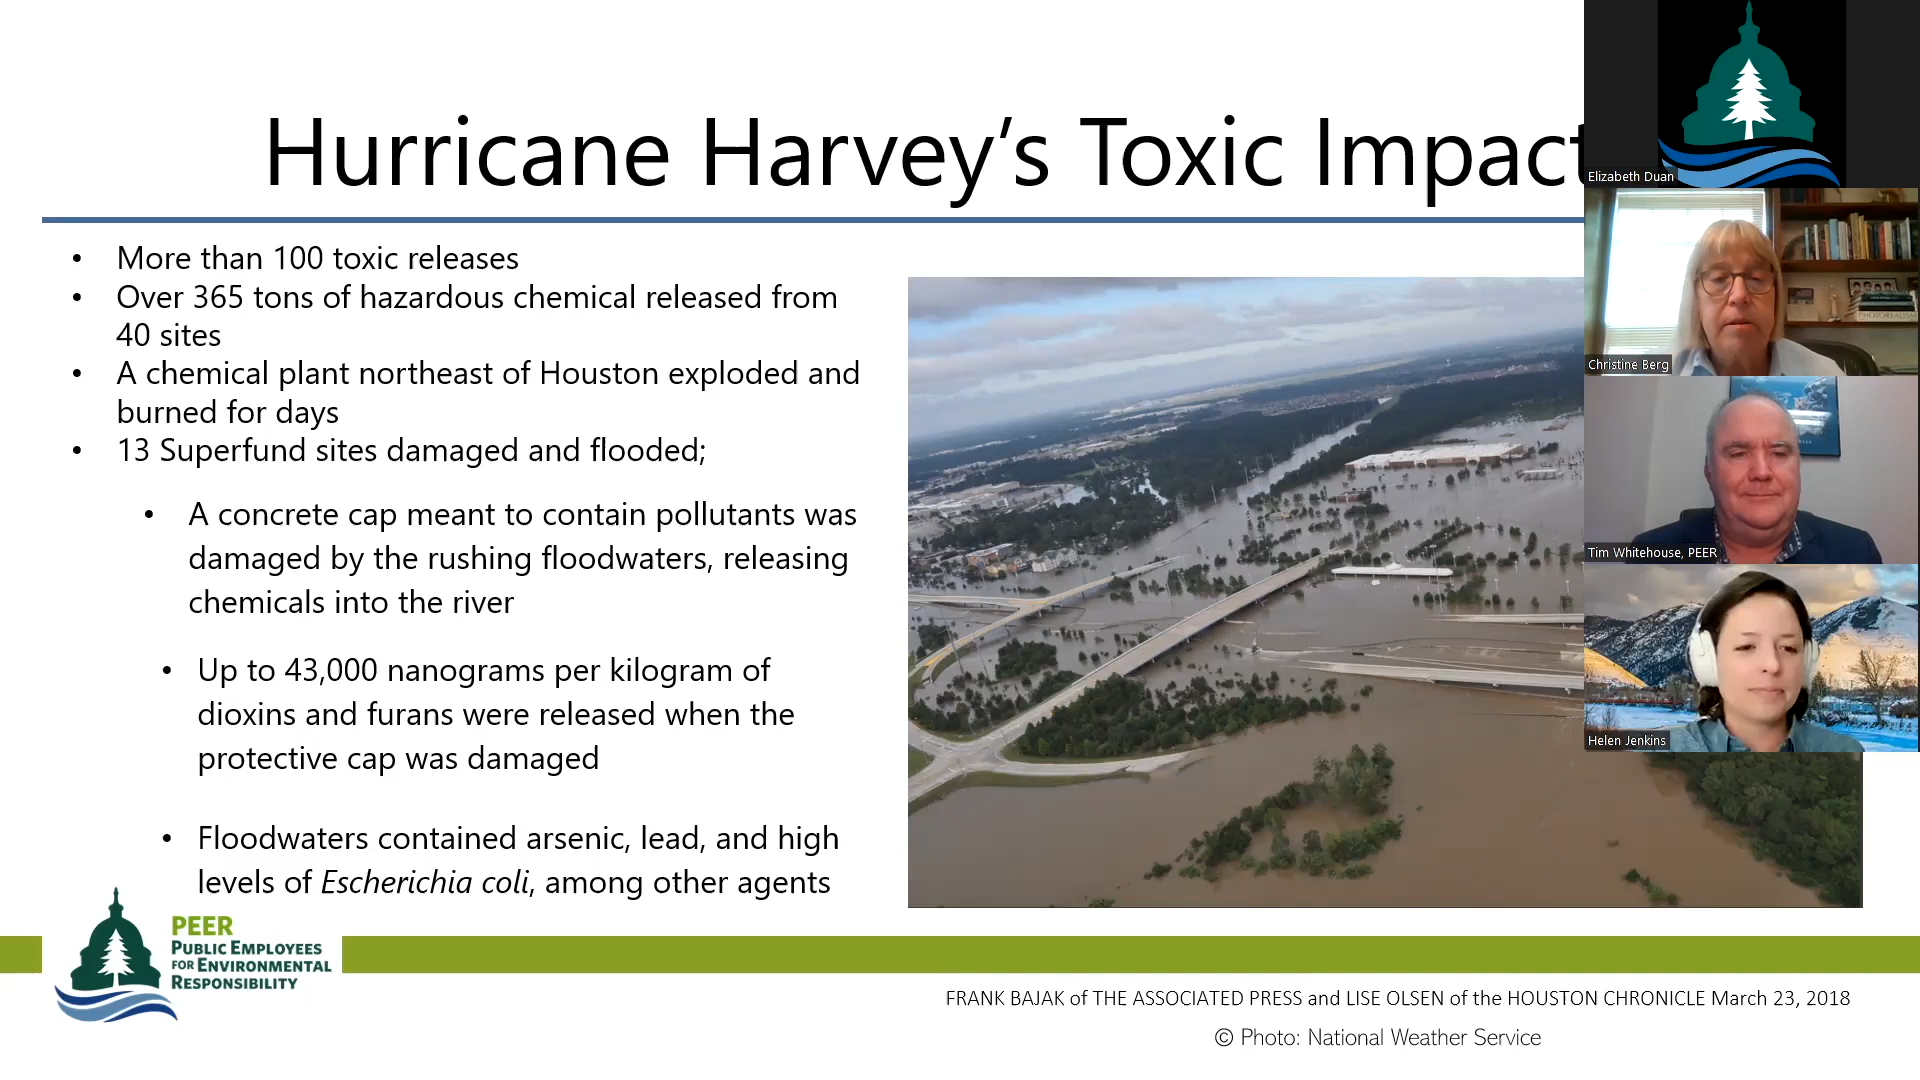 Hurricane Harvey’s Toxic Impact
• More than 100 toxic releases
• Over 365 tons of hazardous chemical released from
40 sites
• A chemical plant northeast of Houston exploded and
burned for days
• 13 Superfund sites damaged and flooded;
• A concrete cap meant to contain pollutants was
damaged by the rushing floodwaters, releasing
chemicals into the river
• Up to 43,000 nanograms per kilogram of
dioxins and furans were released when the
protective cap was damaged
• Floodwaters contained arsenic, lead, and high
levels of Escherichia coli, among other agents
PEER
PUBLIC EMPLOYEES
FOR ENVIRONMENTAL
RESPONSIBILITY
FRANK BAJAK of THE ASSOCIATED PRESS and LISE OLSEN of the HOUSTON CHRONICLE March 23, 2018
© Photo: National Weather Service
Elizabeth Duan
PHOTOREALISM
Christine Berg
Tim Whitehouse, PEER
Helen Jenkins